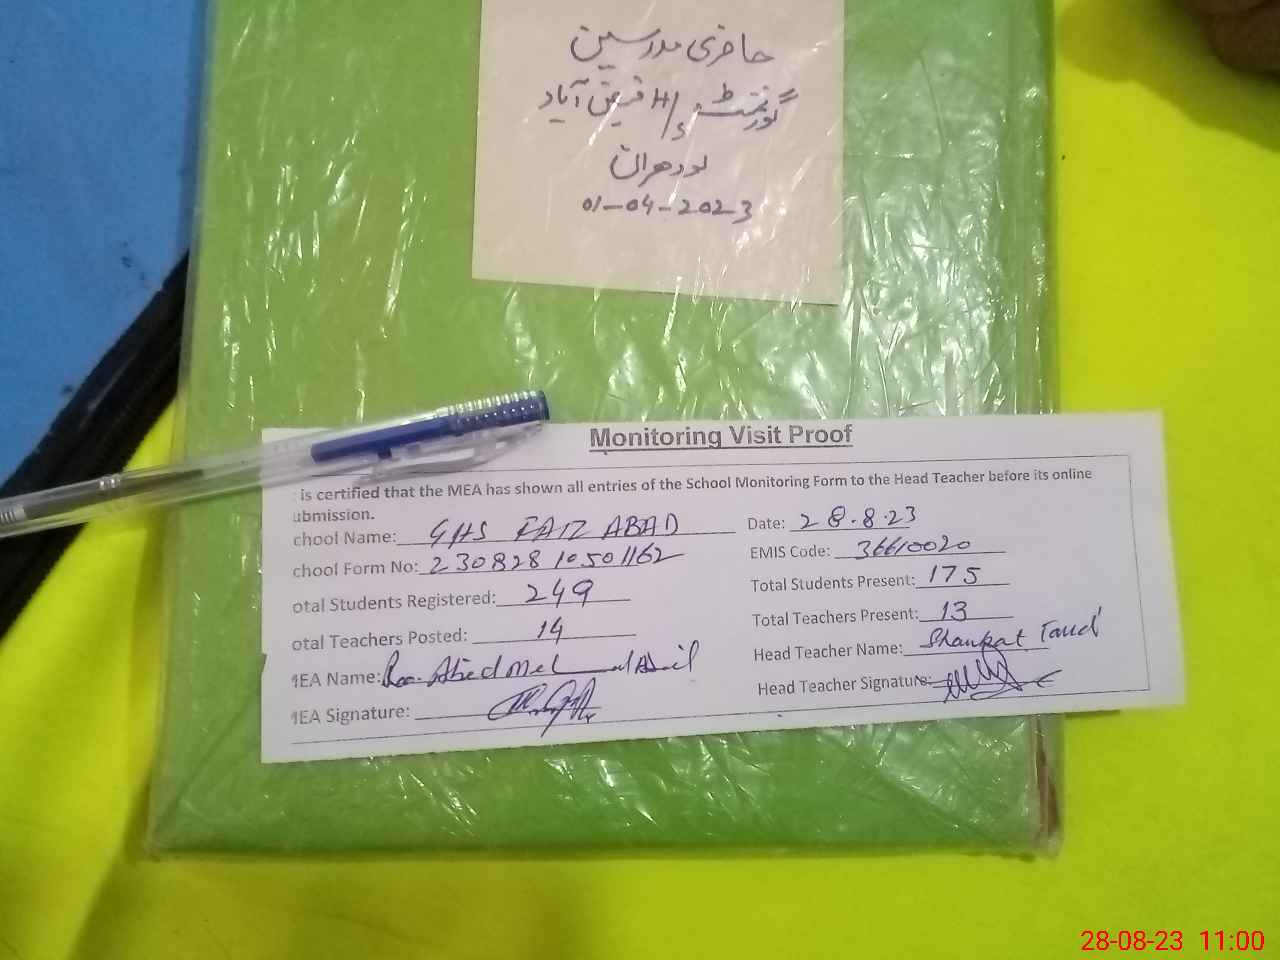 حاضری مدرسین
گورنمنٹ H/S فیض آباد
لودھراں
01-04-2023
Monitoring Visit Proof
is certified that the MEA has shown all entries of the School Monitoring Form to the Head Teacher before its online
ubmission.
chool Name: GHS FAIZ ABAD Date: 28.8.23
chool Form No: 23082810501162 EMIS Code: 36610020
otal Students Registered: 249 Total Students Present: 175
otal Teachers Posted: 14 Total Teachers Present: 13
MEA Name: Rao Abed Head Teacher Name: Shaukat
MEA Signature: Head Teacher Signature:
28-08-23 11:00